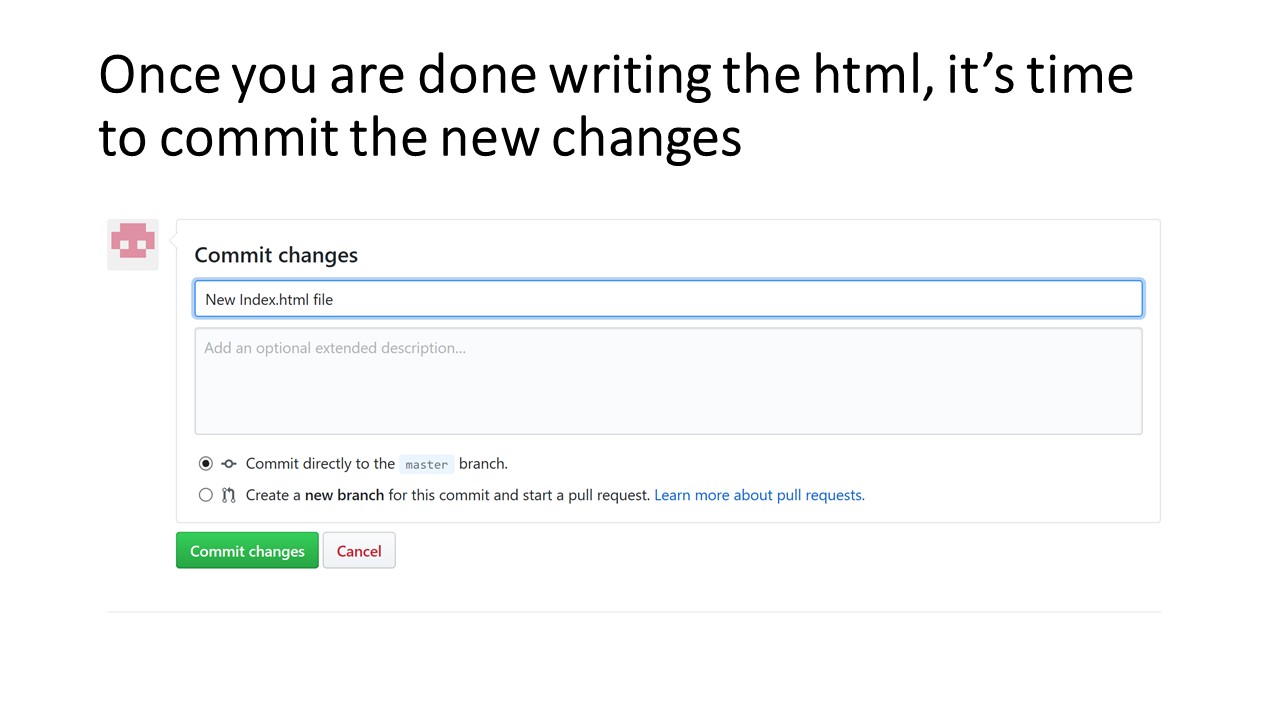 Once you are done writing the html, it’s time
to commit the new changes
Commit changes
New Index.html file
Add an optional extended description...
Commit directly to the master branch.
Create a new branch for this commit and start a pull request. Learn more about pull requests.
Commit changes Cancel